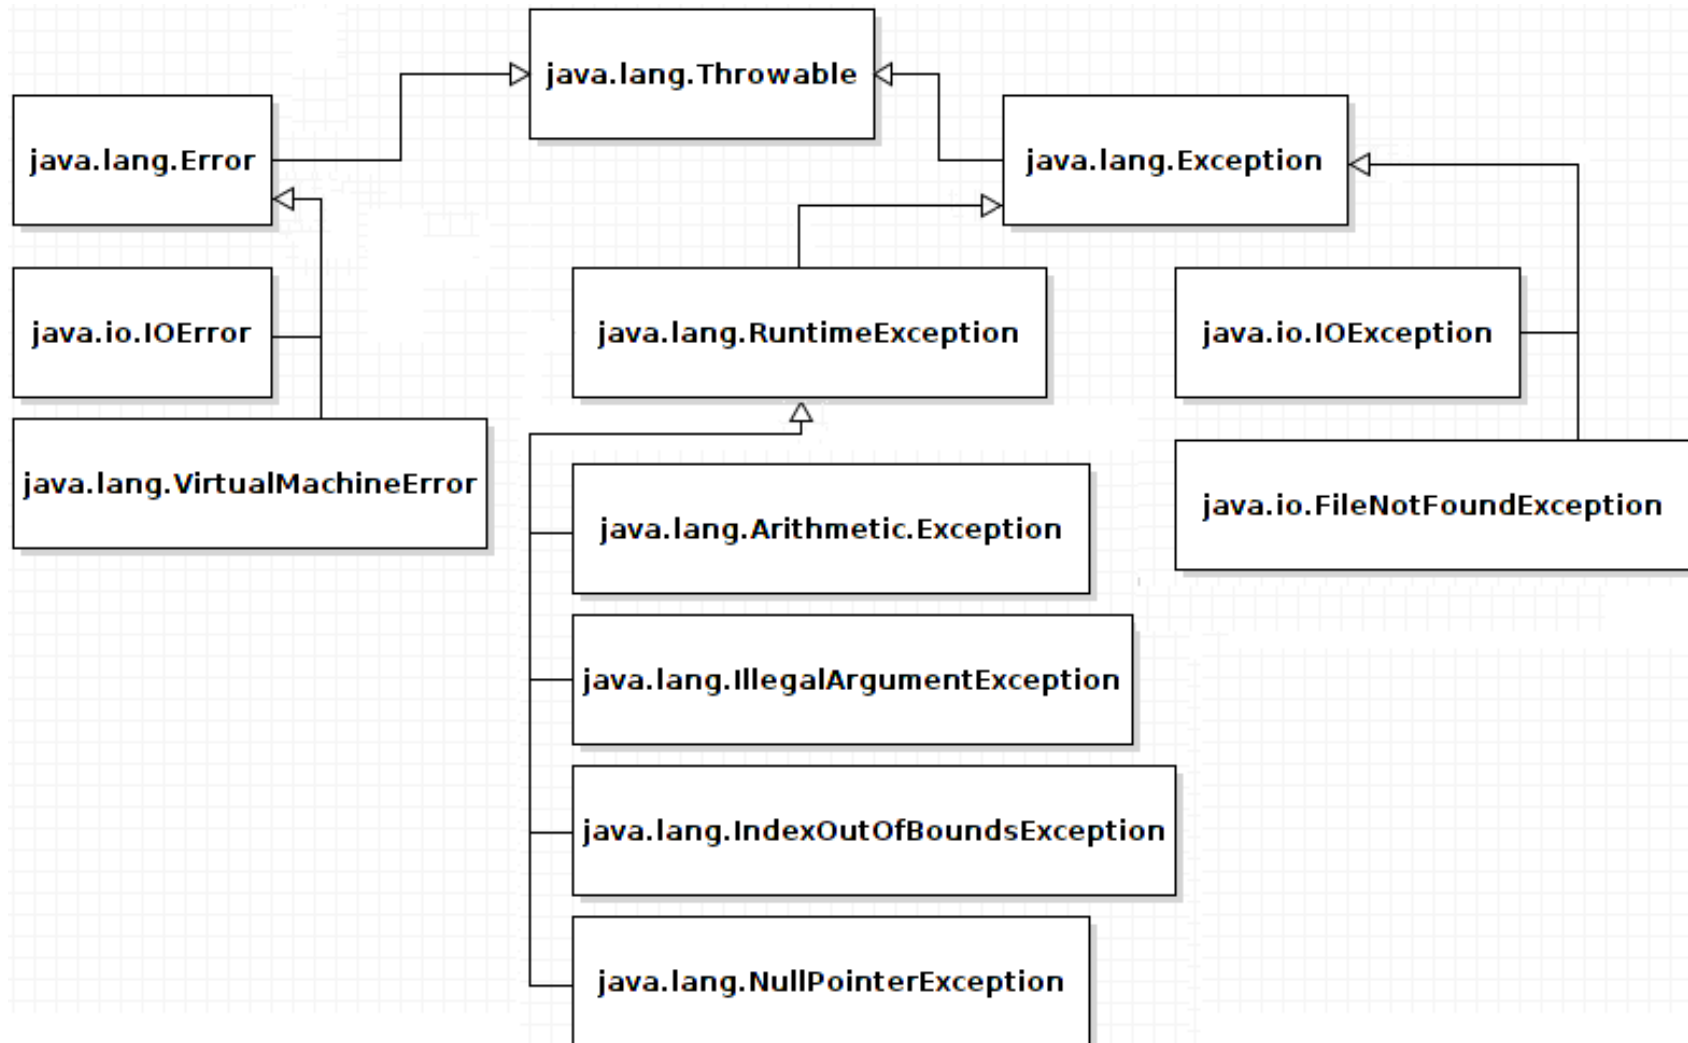 java.lang.Throwable
java.lang.Error
java.lang.Exception
java.io.IOError
java.lang.RuntimeException
java.io.IOException
java.lang.VirtualMachineError
java.io.FileNotFoundException
java.lang.Arithmetic.Exception
java.lang.IllegalArgumentException
java.lang.IndexOutOfBoundsException
java.lang.NullPointerException